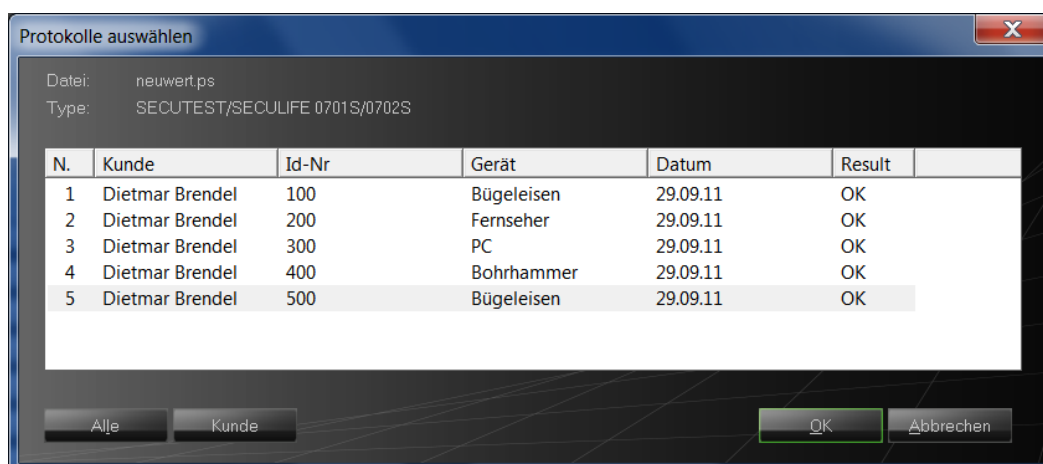 Protokolle auswählen
Datei: neuwert.ps
Type: SECUTEST/SECULIFE 0701S/0702S
N. Kunde Id-Nr Gerät Datum Result
1 Dietmar Brendel 100 Bügeleisen 29.09.11 OK
2 Dietmar Brendel 200 Fernseher 29.09.11 OK
3 Dietmar Brendel 300 PC 29.09.11 OK
4 Dietmar Brendel 400 Bohrhammer 29.09.11 OK
5 Dietmar Brendel 500 Bügeleisen 29.09.11 OK
Alle Kunde OK Abbrechen